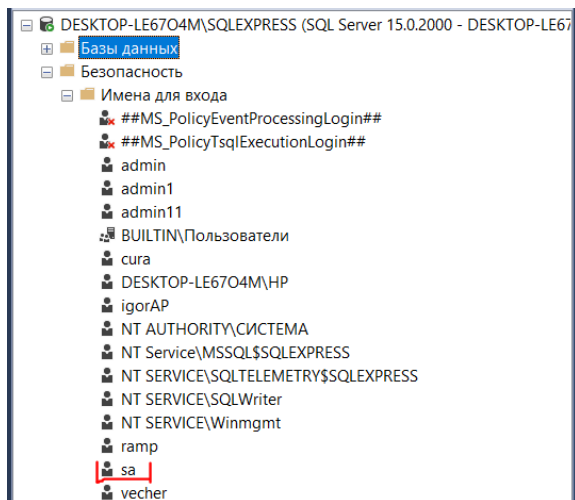 DESKTOP-LE67O4M\SQLEXPRESS (SQL Server 15.0.2000 - DESKTOP-LE67
Базы данных
Безопасность
Имена для входа
##MS_PolicyEventProcessingLogin##
##MS_PolicyTsqlExecutionLogin##
admin
admin1
admin11
BUILTIN\Пользователи
cura
DESKTOP-LE67O4M\HP
igorAP
NT AUTHORITY\СИСТЕМА
NT Service\MSSQL$SQLEXPRESS
NT SERVICE\SQLTELEMETRY$SQLEXPRESS
NT SERVICE\SQLWriter
NT SERVICE\Winmgmt
ramp
sa
vecher